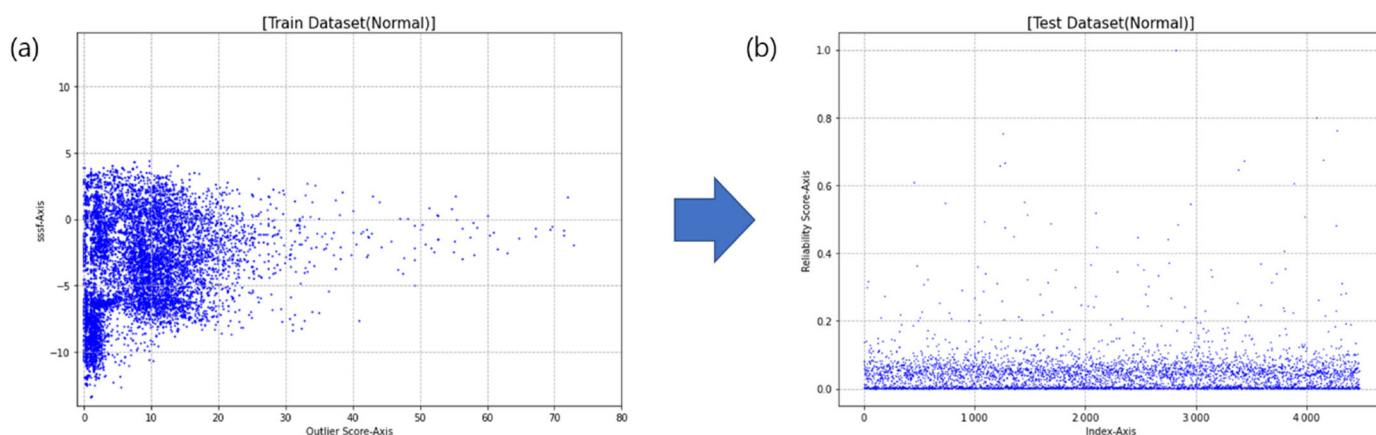 (a)
[Train Dataset(Normal)]
sssf-Axis
10
5
0
−5
−10
0 10 20 30 40 50 60 70 80
Outlier Score-Axis
(b)
[Test Dataset(Normal)]
Reliability Score-Axis
1.0
0.8
0.6
0.4
0.2
0.0
0 1 000 2 000 3 000 4 000
Index-Axis